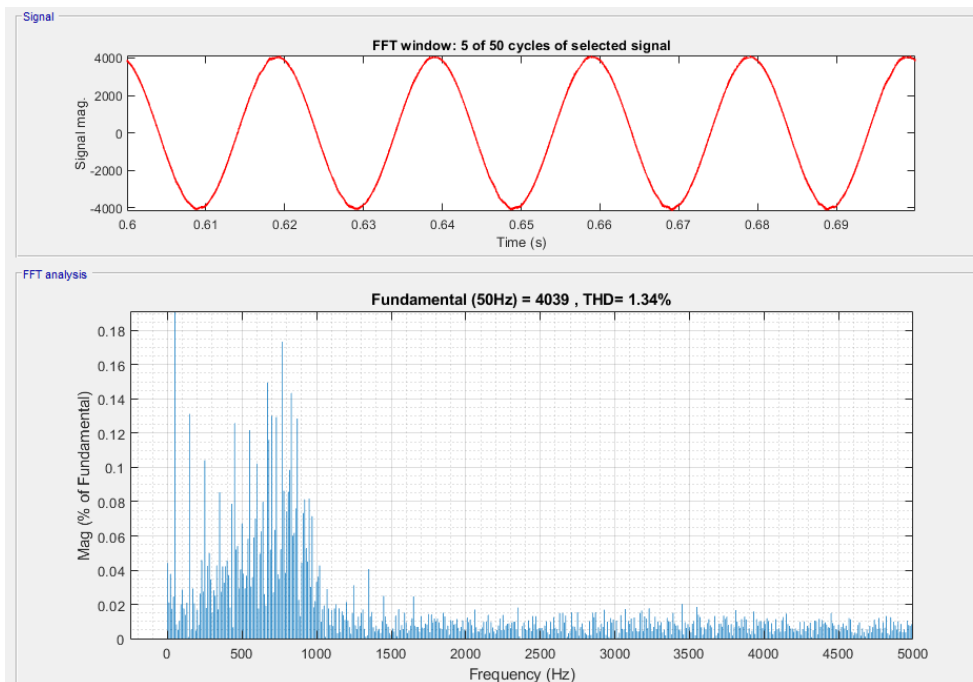 Signal
FFT window: 5 of 50 cycles of selected signal
Signal mag.
4000
2000
0
-2000
-4000
0.6 0.61 0.62 0.63 0.64 0.65 0.66 0.67 0.68 0.69
Time (s)
FFT analysis
Fundamental (50Hz) = 4039 , THD= 1.34%
Mag (% of Fundamental)
0.18
0.16
0.14
0.12
0.1
0.08
0.06
0.04
0.02
0
0 500 1000 1500 2000 2500 3000 3500 4000 4500 5000
Frequency (Hz)